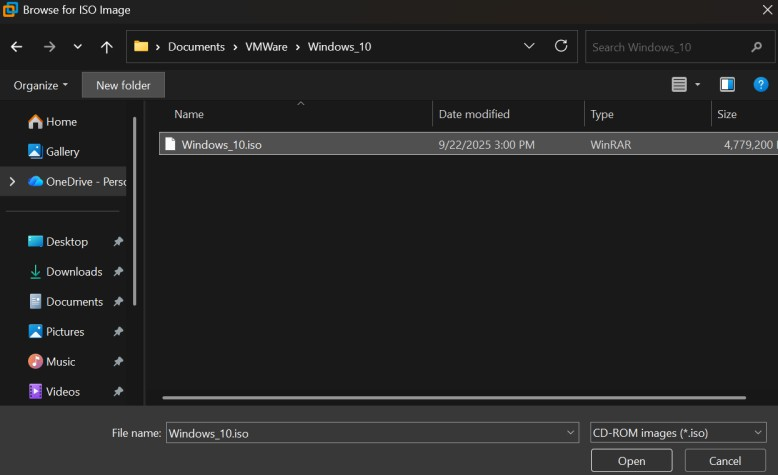 Browse for ISO Image
Documents > VMWare > Windows_10
Search Windows_10
Organize New folder
Name Date modified Type Size
Windows_10.iso 9/22/2025 3:00 PM WinRAR 4,779,200
Home
Gallery
OneDrive - Perso
Desktop
Downloads
Documents
Pictures
Music
Videos
File name: Windows_10.iso CD-ROM images (*.iso)
Open Cancel